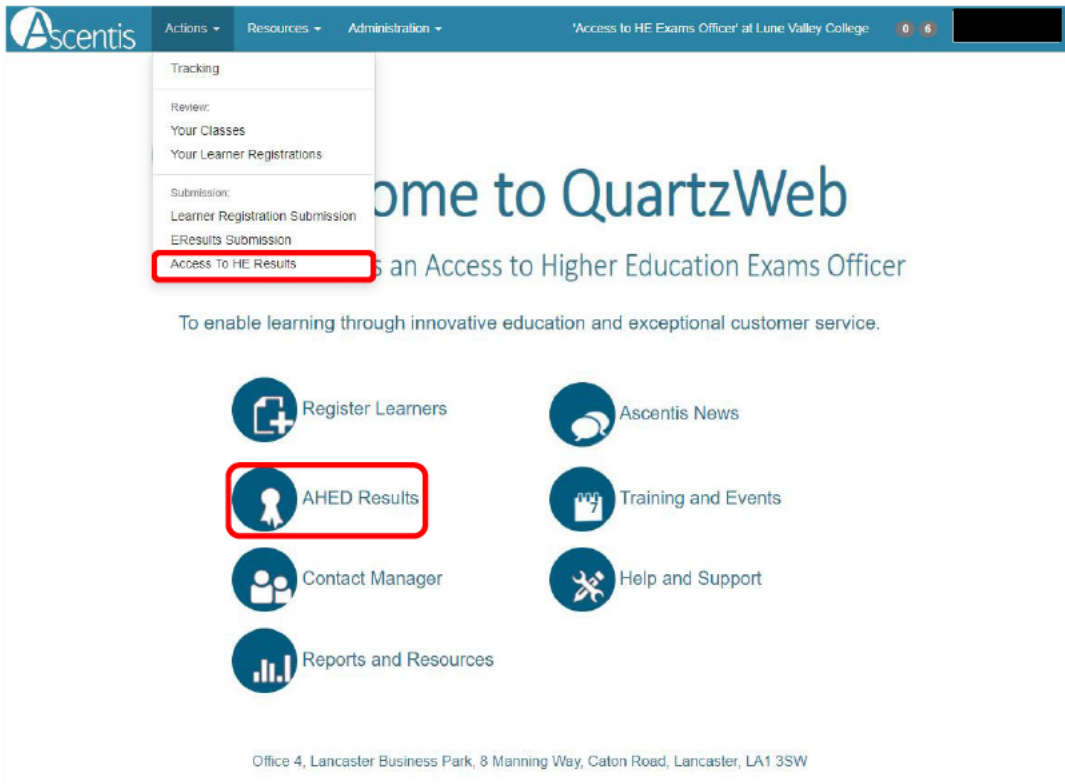 Ascentis
Actions
Resources
Administration
'Access to HE Exams Officer' at Lune Valley College
0
6
Tracking
Review:
Your Classes
Your Learner Registrations
Submission:
Learner Registration Submission
EResults Submission
Access To HE Results
ome to QuartzWeb
s an Access to Higher Education Exams Officer
To enable learning through innovative education and exceptional customer service.
Register Learners
Ascentis News
AHED Results
7
Training and Events
Contact Manager
Help and Support
Reports and Resources
Office 4, Lancaster Business Park, 8 Manning Way, Caton Road, Lancaster, LA1 3SW